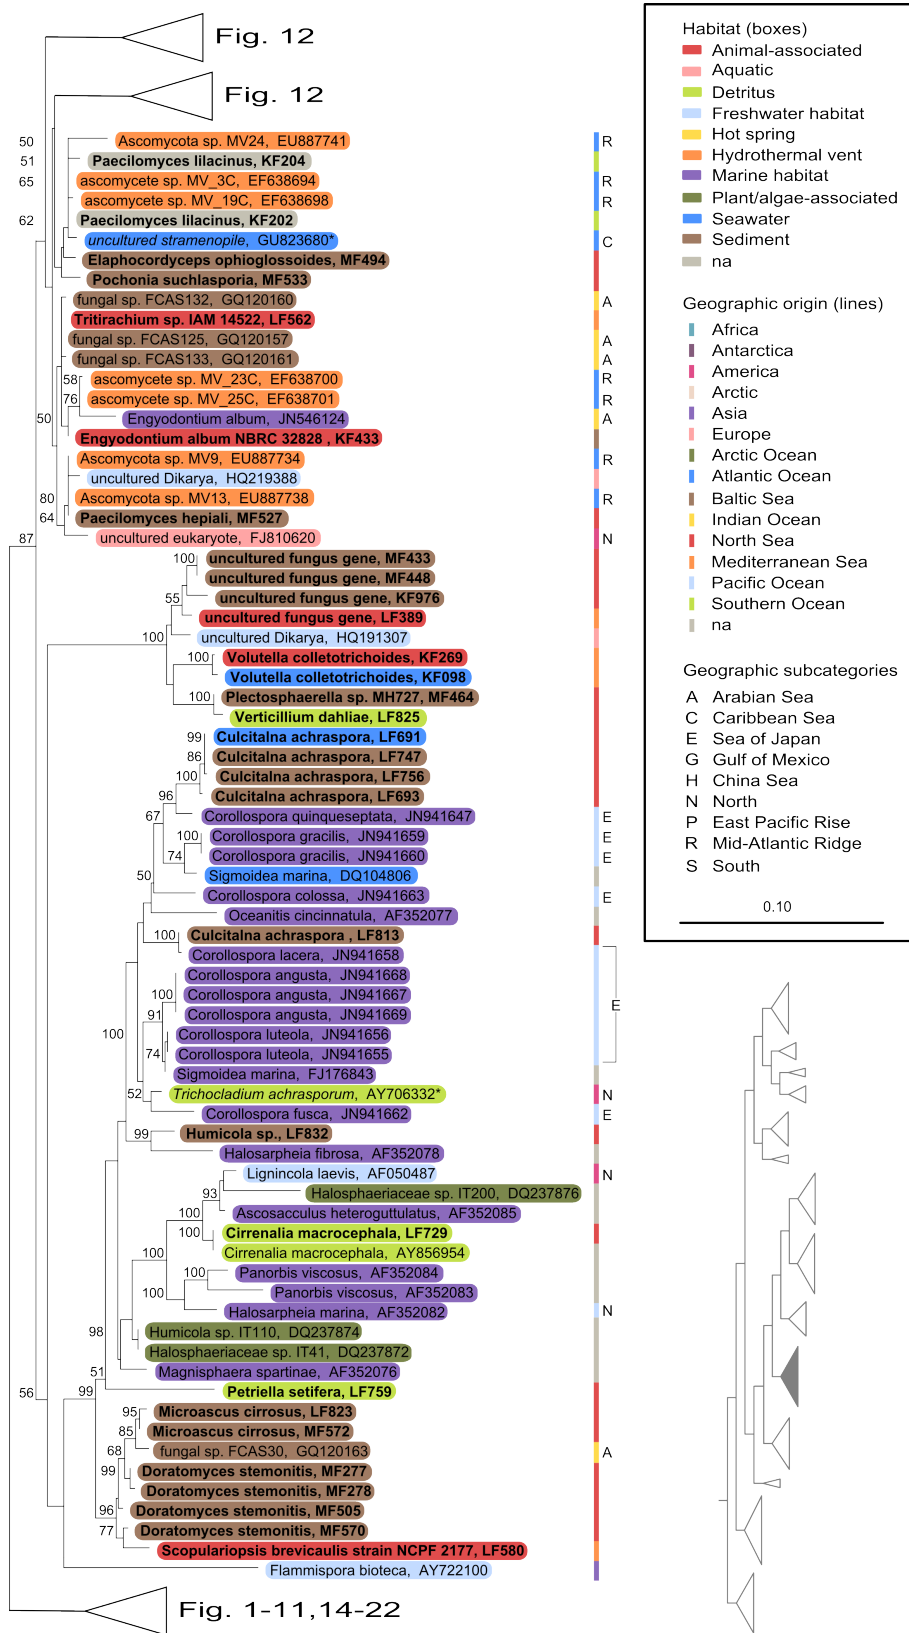 Fig. 12
Fig. 12
50
Ascomycota sp. MV24, EU887741
R
51
Paecilomyces lilacinus, KF204
65
ascomycete sp. MV_3C, EF638694
R
ascomycete sp. MV_19C, EF638698
R
62
Paecilomyces lilacinus, KF202
uncultured stramenopile, GU823680*
C
Elaphocordyceps ophioglossoides, MF494
Pochonia suchlasporia, MF533
fungal sp. FCAS132, GQ120160
A
Tritirachium sp. IAM 14522, LF562
fungal sp. FCAS125, GQ120157
A
fungal sp. FCAS133, GQ120161
A
58
ascomycete sp. MV_23C, EF638700
R
76
ascomycete sp. MV_25C, EF638701
R
50
Engyodontium album, JN546124
A
Engyodontium album NBRC 32828 , KF433
Ascomycota sp. MV9, EU887734
R
uncultured Dikarya, HQ219388
80
Ascomycota sp. MV13, EU887738
R
64
Paecilomyces hepiali, MF527
87
uncultured eukaryote, FJ810620
N
100
uncultured fungus gene, MF433
uncultured fungus gene, MF448
55
uncultured fungus gene, KF976
uncultured fungus gene, LF389
100
uncultured Dikarya, HQ191307
100
Volutella colletotrichoides, KF269
Volutella colletotrichoides, KF098
100
Plectosphaerella sp. MH727, MF464
Verticillium dahliae, LF825
99
Culcitalna achraspora, LF691
86
Culcitalna achraspora, LF747
100
Culcitalna achraspora, LF756
96
Culcitalna achraspora, LF693
67
Corollospora quinqueseptata, JN941647
E
100
Corollospora gracilis, JN941659
E
74
Corollospora gracilis, JN941660
E
50
Sigmoidea marina, DQ104806
Corollospora colossa, JN941663
E
Oceanitis cincinnatula, AF352077
100
Culcitalna achraspora , LF813
Corollospora lacera, JN941658
Corollospora angusta, JN941668
100
Corollospora angusta, JN941667
E
91
Corollospora angusta, JN941669
100
Corollospora luteola, JN941656
74
Corollospora luteola, JN941655
Sigmoidea marina, FJ176843
52
Trichocladium achrasporum, AY706332*
N
Corollospora fusca, JN941662
E
99
Humicola sp., LF832
Halosarpheia fibrosa, AF352078
Lignincola laevis, AF050487
N
93
Halosphaeriaceae sp. IT200, DQ237876
100
Ascosacculus heteroguttulatus, AF352085
100
Cirrenalia macrocephala, LF729
100
Cirrenalia macrocephala, AY856954
100
Panorbis viscosus, AF352084
100
Panorbis viscosus, AF352083
Halosarpheia marina, AF352082
N
98
Humicola sp. IT110, DQ237874
Halosphaeriaceae sp. IT41, DQ237872
51
Magnisphaera spartinae, AF352076
56
99
Petriella setifera, LF759
95
Microascus cirrosus, LF823
85
Microascus cirrosus, MF572
68
fungal sp. FCAS30, GQ120163
A
99
Doratomyces stemonitis, MF277
Doratomyces stemonitis, MF278
96
Doratomyces stemonitis, MF505
77
Doratomyces stemonitis, MF570
Scopulariopsis brevicaulis strain NCPF 2177, LF580
Flammispora bioteca, AY722100
Fig. 1-11,14-22
Habitat (boxes)
Animal-associated
Aquatic
Detritus
Freshwater habitat
Hot spring
Hydrothermal vent
Marine habitat
Plant/algae-associated
Seawater
Sediment
na
Geographic origin (lines)
Africa
Antarctica
America
Arctic
Asia
Europe
Arctic Ocean
Atlantic Ocean
Baltic Sea
Indian Ocean
North Sea
Mediterranean Sea
Pacific Ocean
Southern Ocean
na
Geographic subcategories
A Arabian Sea
C Caribbean Sea
E Sea of Japan
G Gulf of Mexico
H China Sea
N North
P East Pacific Rise
R Mid-Atlantic Ridge
S South
0.10